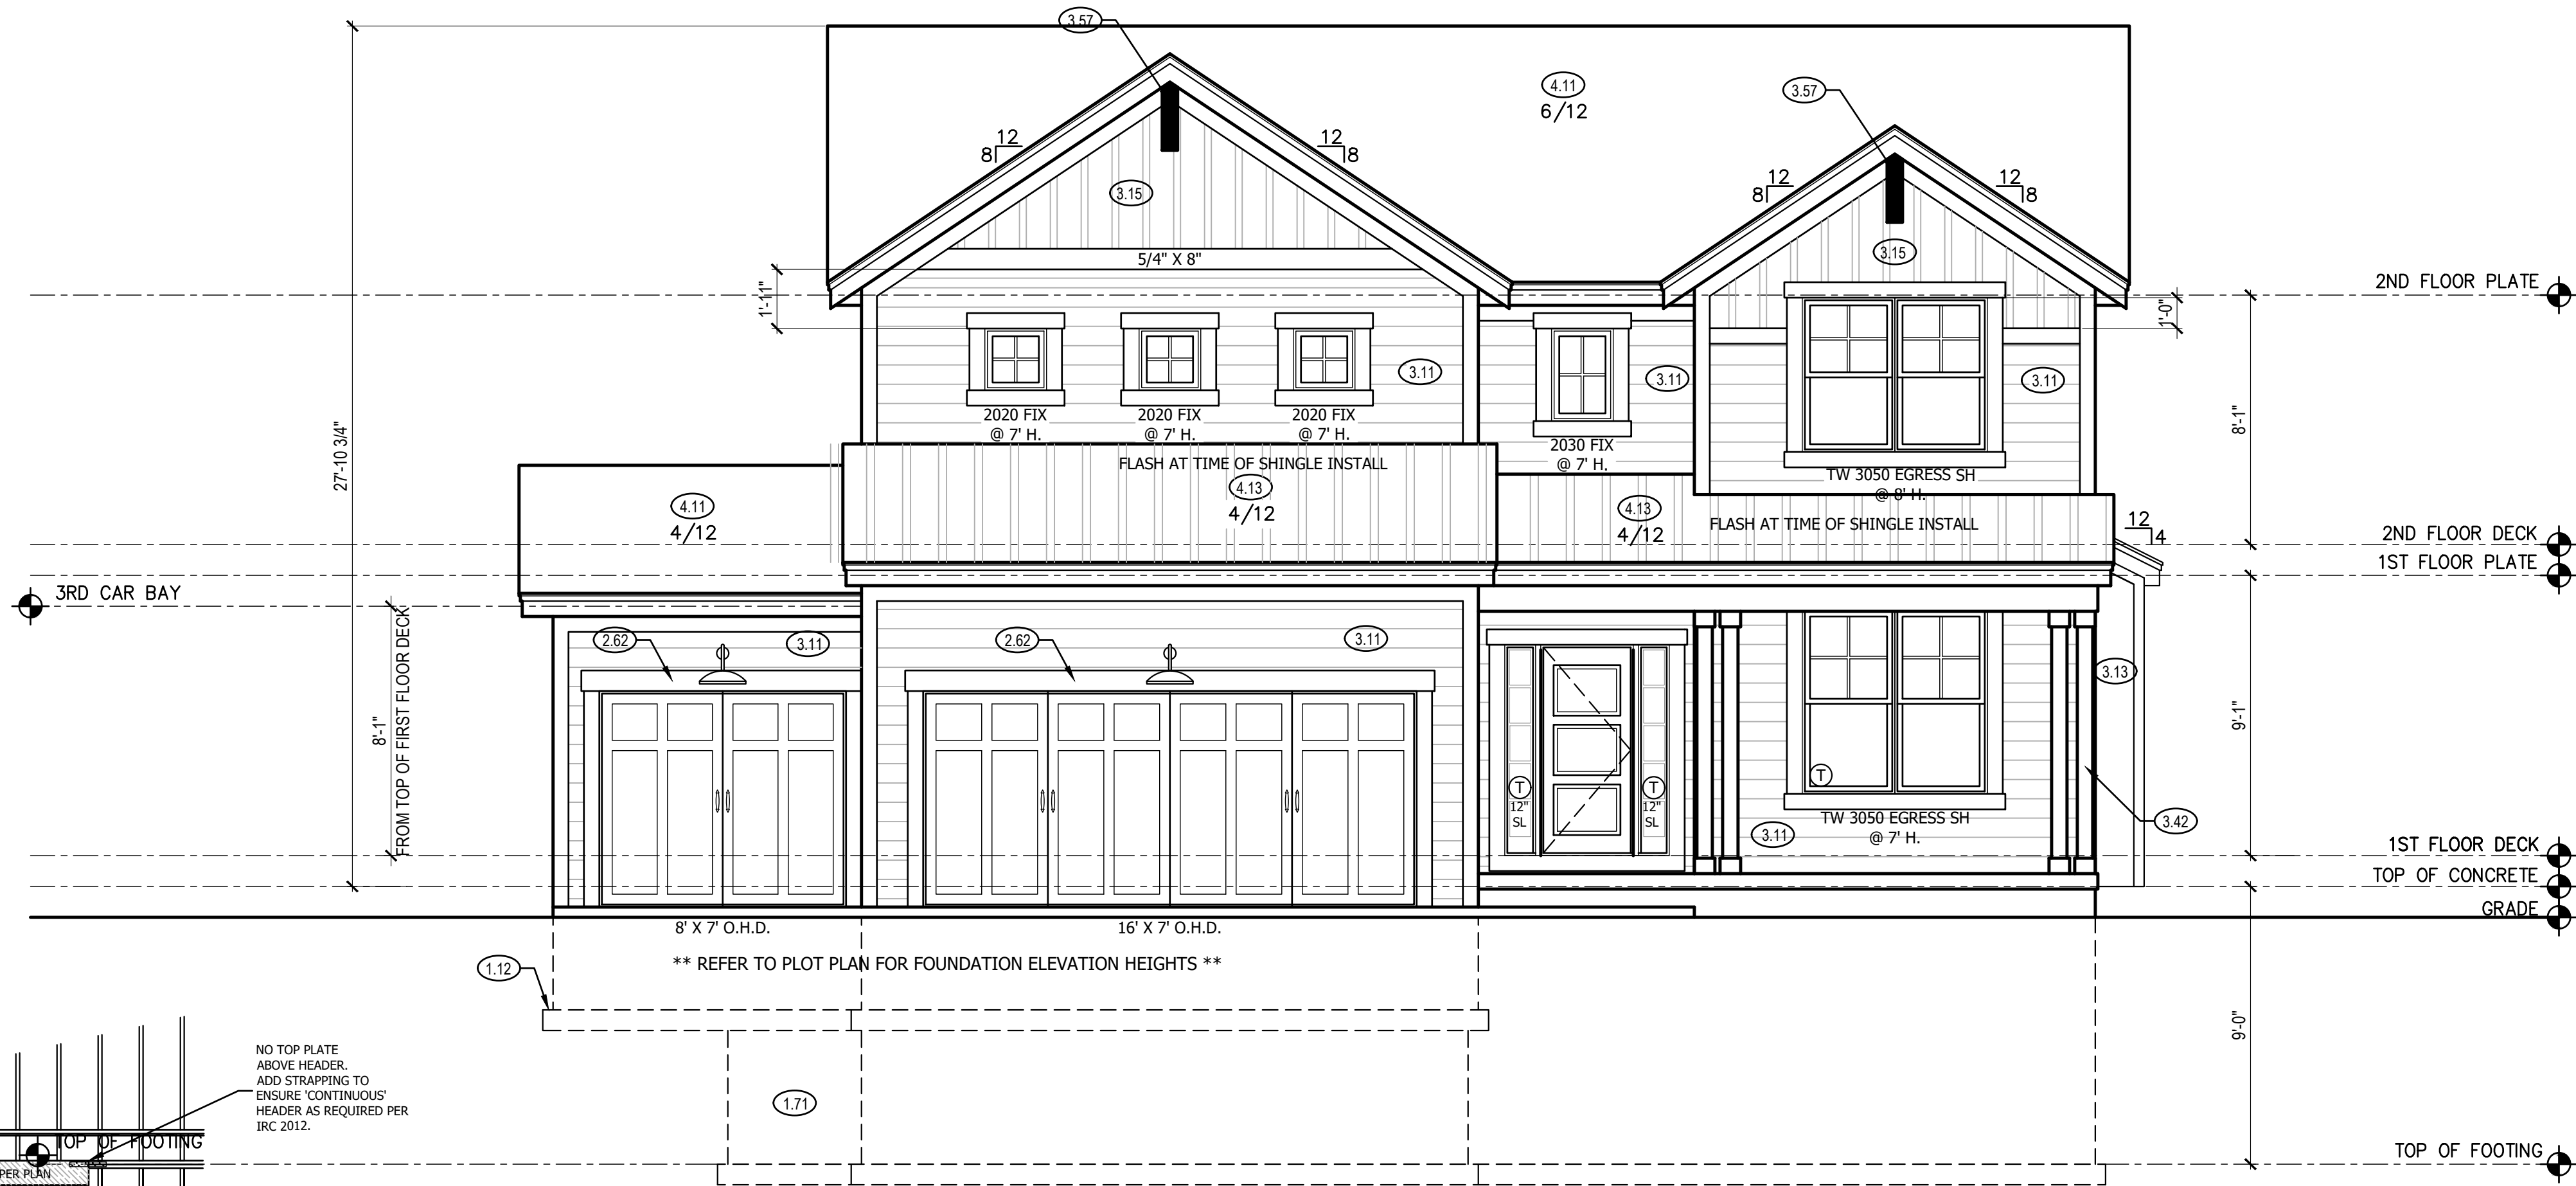 3.57
4.11
6/12
3.57
12
8
12
8
12
8
12
8
3.15
3.15
5/4" X 8"
1'-11"
2ND FLOOR PLATE
1'-0"
3.11
3.11
3.11
2020 FIX
@ 7' H.
2020 FIX
@ 7' H.
2020 FIX
@ 7' H.
2030 FIX
@ 7' H.
TW 3050 EGRESS SH
@ 8' H.
27'-10 3/4"
8'-1"
FLASH AT TIME OF SHINGLE INSTALL
4.13
4/12
4.11
4/12
4.13
4/12
FLASH AT TIME OF SHINGLE INSTALL
12
4
2ND FLOOR DECK
1ST FLOOR PLATE
3RD CAR BAY
2.62
3.11
2.62
3.11
3.13
8'-1"
FROM TOP OF FIRST FLOOR DECK
9'-1"
T
12"
SL
T
12"
SL
T
TW 3050 EGRESS SH
@ 7' H.
3.11
3.42
1ST FLOOR DECK
TOP OF CONCRETE
GRADE
8' X 7' O.H.D.
16' X 7' O.H.D.
** REFER TO PLOT PLAN FOR FOUNDATION ELEVATION HEIGHTS **
1.12
9'-0"
NO TOP PLATE
ABOVE HEADER.
ADD STRAPPING TO
ENSURE 'CONTINUOUS'
HEADER AS REQUIRED PER
IRC 2012.
1.71
TOP OF FOOTING
PER PLAN
TOP OF FOOTING